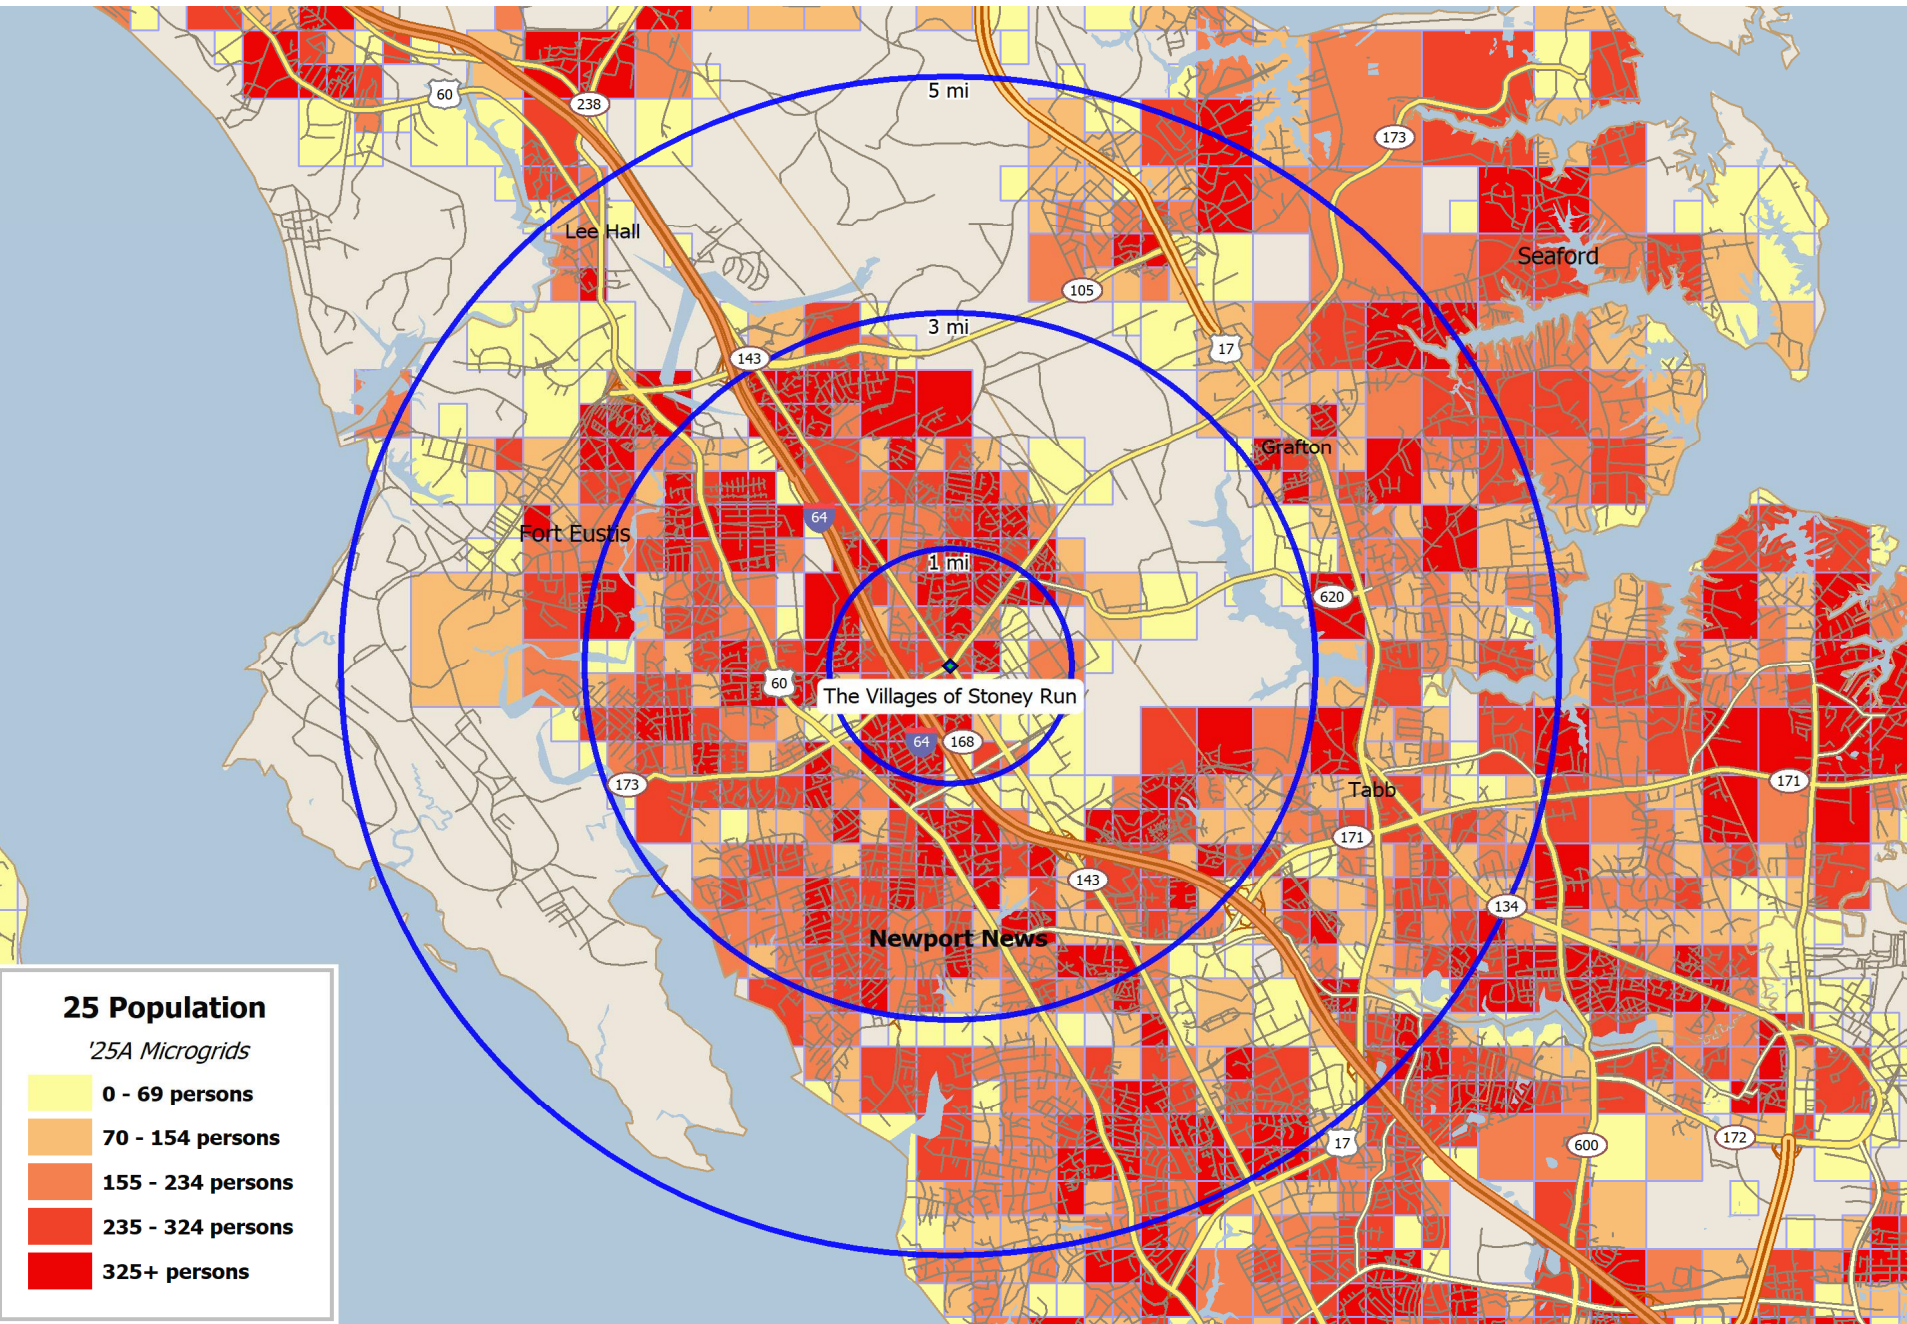 5 mi
60
238
173
Lee Hall
Seaford
105
3 mi
17
143
Grafton
64
Fort Eustis
1 mi
620
60
The Villages of Stoney Run
64
168
173
171
Tabb
171
143
134
Newport News
17
600
172
25 Population
'25A Microgrids
0 - 69 persons
70 - 154 persons
155 - 234 persons
235 - 324 persons
325+ persons